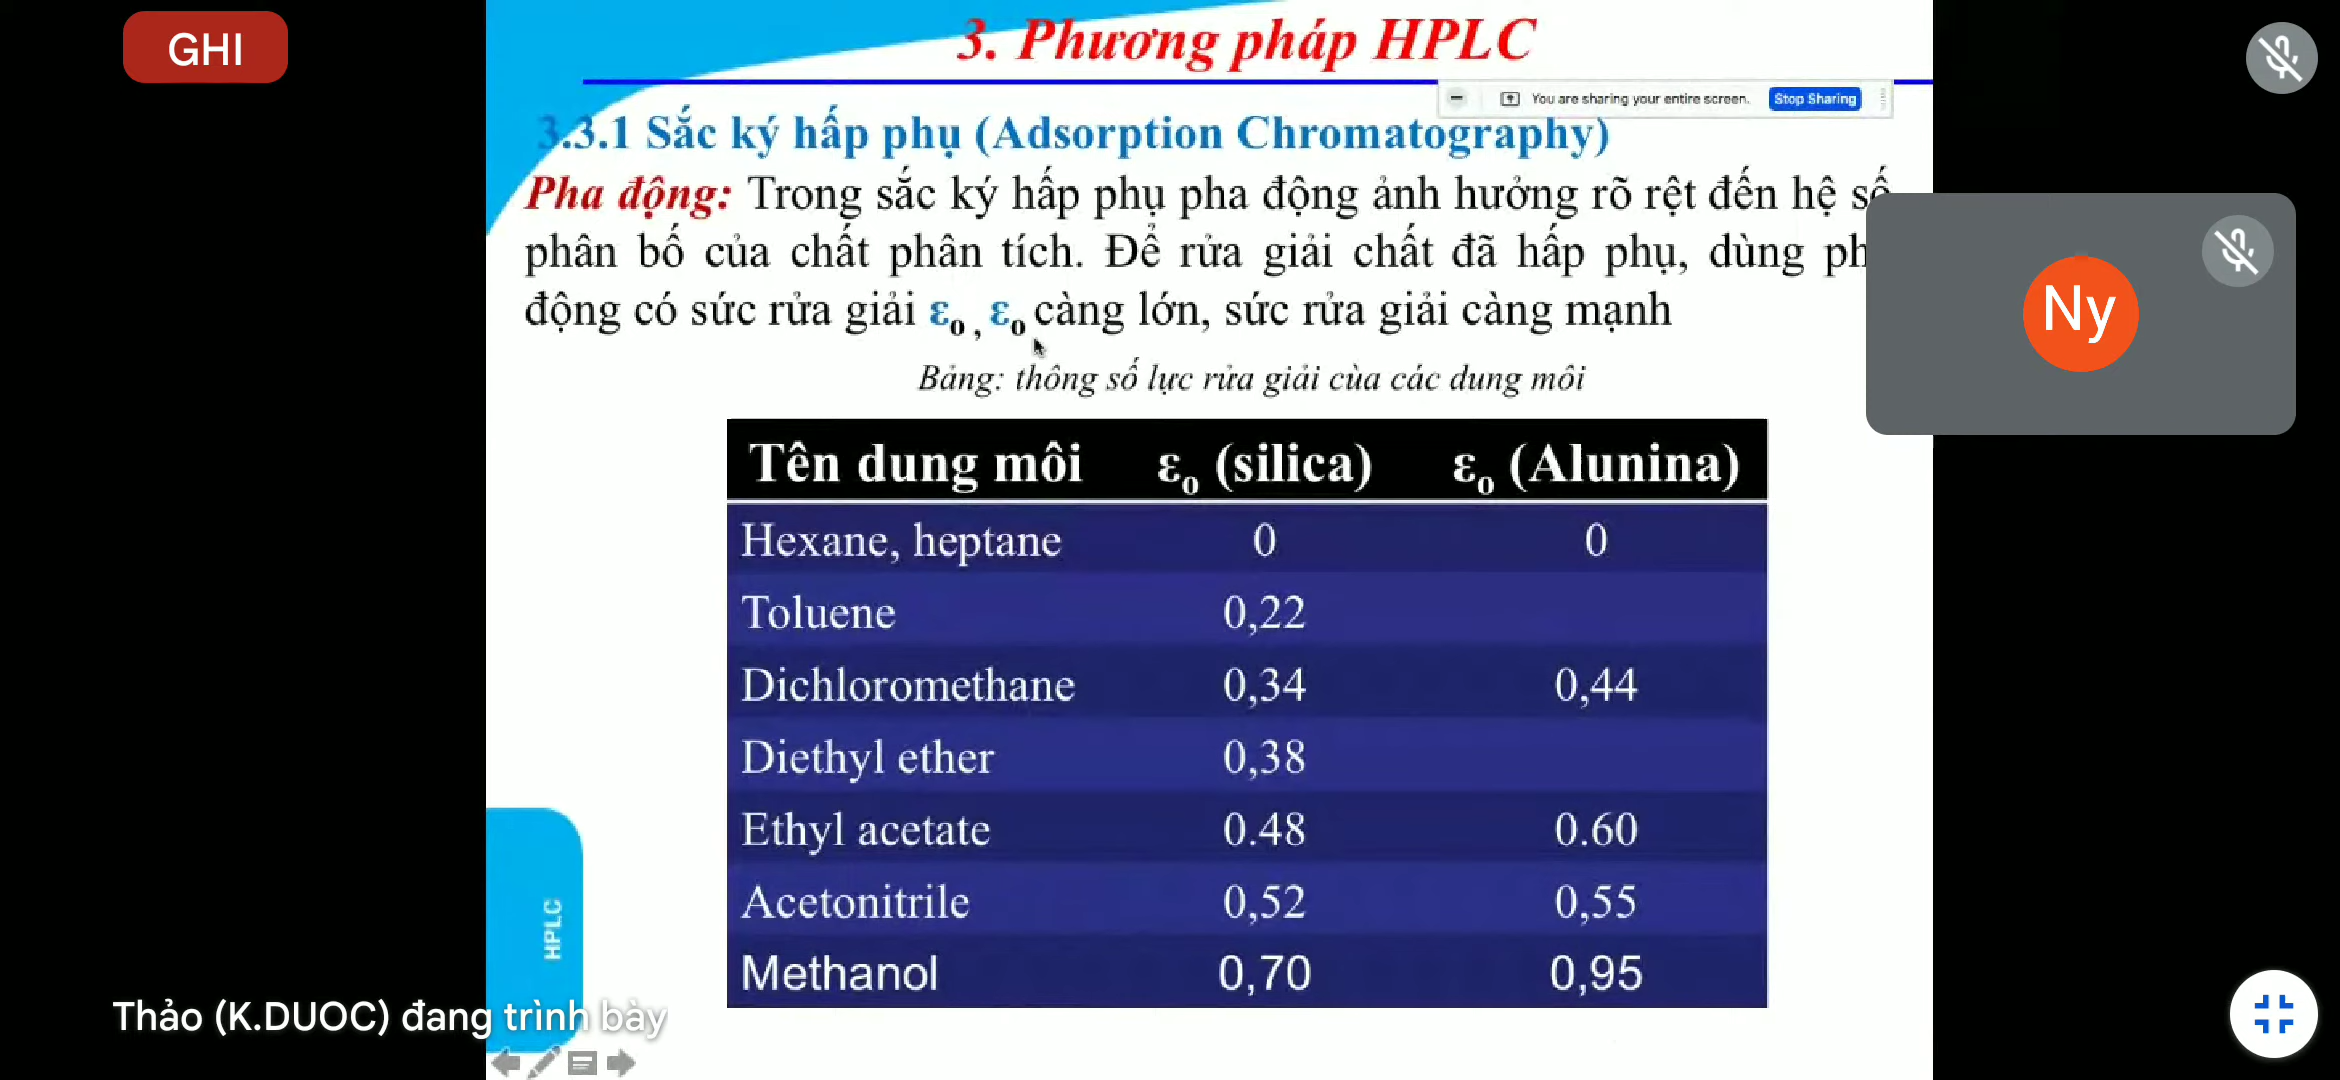 GHI
3. Phương pháp HPLC
You are sharing your entire screen. Stop Sharing
3.3.1 Sắc ký hấp phụ (Adsorption Chromatography)
Pha động: Trong sắc ký hấp phụ pha động ảnh hưởng rõ rệt đến hệ số
phân bố của chất phân tích. Để rửa giải chất đã hấp phụ, dùng
động có sức rửa giải εo , εo càng lớn, sức rửa giải càng mạnh
Ny
Bảng: thông số lực rửa giải của các dung môi
Tên dung môi εo (silica) εo (Alunina)
Hexane, heptane 0 0
Toluene 0,22
Dichloromethane 0,34 0,44
Diethyl ether 0,38
Ethyl acetate 0.48 0.60
Acetonitrile 0,52 0,55
Methanol 0,70 0,95
HPLC
Thảo (K.DUOC) đang trình bày